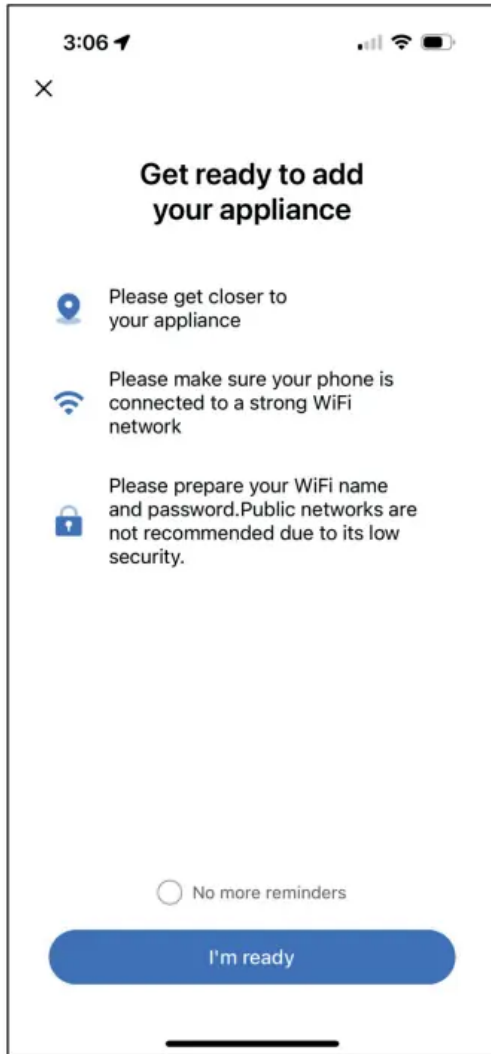 3:06
Get ready to add
your appliance
Please get closer to
your appliance
Please make sure your phone is
connected to a strong WiFi
network
Please prepare your WiFi name
and password.Public networks are
not recommended due to its low
security.
No more reminders
I'm ready